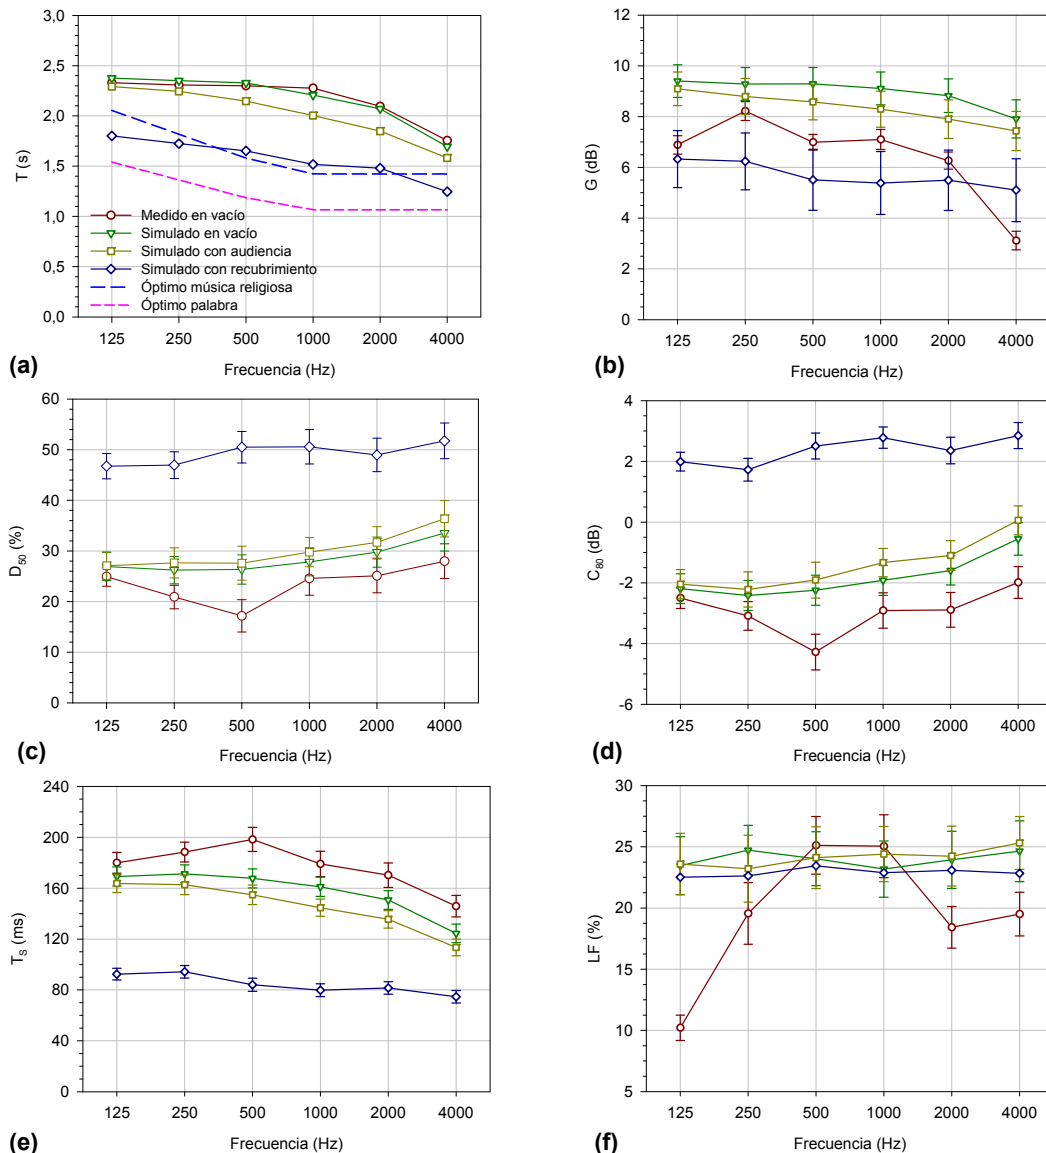 3,0
2,5
2,0
1,5
1,0
0,5
0,0
T (s)
Medido en vacío
Simulado en vacío
Simulado con audiencia
Simulado con recubrimiento
Óptimo música religiosa
Óptimo palabra
125 250 500 1000 2000 4000
Frecuencia (Hz)
(a)
12
10
8
6
4
2
0
G (dB)
125 250 500 1000 2000 4000
Frecuencia (Hz)
(b)
60
50
40
30
20
10
0
D50 (%)
125 250 500 1000 2000 4000
Frecuencia (Hz)
(c)
4
2
0
-2
-4
-6
C80 (dB)
125 250 500 1000 2000 4000
Frecuencia (Hz)
(d)
240
200
160
120
80
40
0
TS (ms)
125 250 500 1000 2000 4000
Frecuencia (Hz)
(e)
30
25
20
15
10
5
LF (%)
125 250 500 1000 2000 4000
Frecuencia (Hz)
(f)